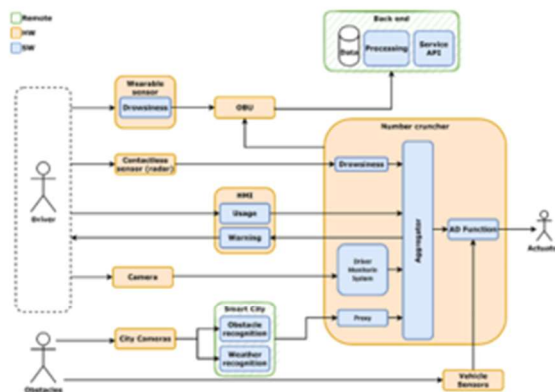 Remote
HW
SW
Back end
Data
Processing
Service
API
Wearable
sensor
Drowsiness
OBU
Number cruncher
Contactless
sensor (radar)
Drowsiness
Driver
HMI
Usage
Warning
Aggregator
AD Function
Actuator
Camera
Driver
Monitoring
System
Smart City
City Cameras
Obstacle
recognition
Weather
recognition
Proxy
Vehicle
Sensors
Obstacles